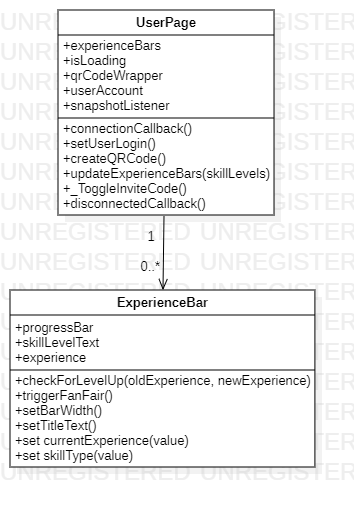 UserPage
+experienceBars
+isLoading
+qrCodeWrapper
+userAccount
+snapshotListener
+connectionCallback()
+setUserLogin()
+createQRCode()
+updateExperienceBars(skillLevels)
+_ToggleInviteCode()
+disconnectedCallback()
1
0..*
ExperienceBar
+progressBar
+skillLevelText
+experience
+checkForLevelUp(oldExperience, newExperience)
+triggerFanFair()
+setBarWidth()
+setTitleText()
+set currentExperience(value)
+set skillType(value)
UNREGISTERED UNREGISTERED